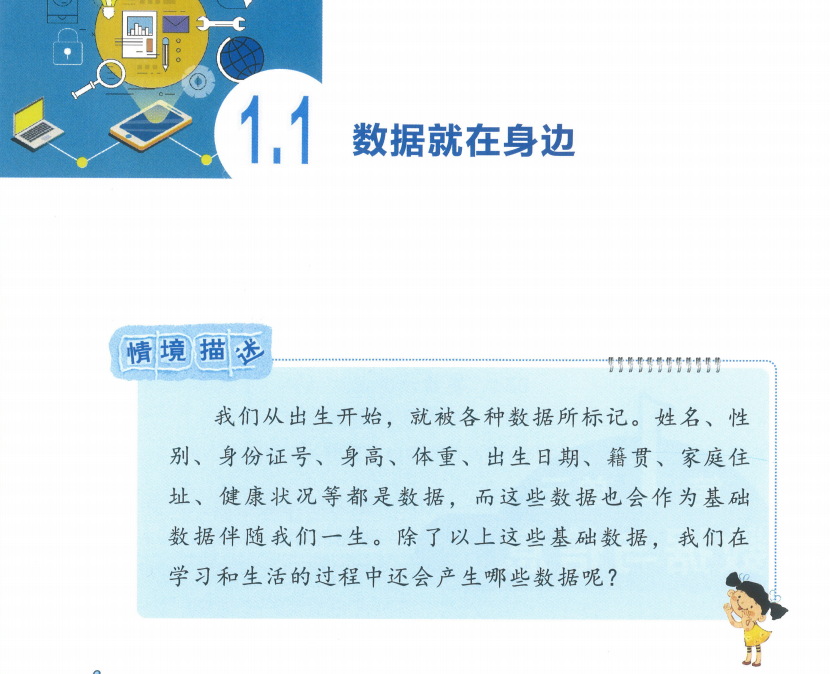 1.1
数据就在身边
情境描述
我们从出生开始，就被各种数据所标记。姓名、性
别、身份证号、身高、体重、出生日期、籍贯、家庭住
址、健康状况等都是数据，而这些数据也会作为基础
数据伴随我们一生。除了以上这些基础数据，我们在
学习和生活的过程中还会产生哪些数据呢？